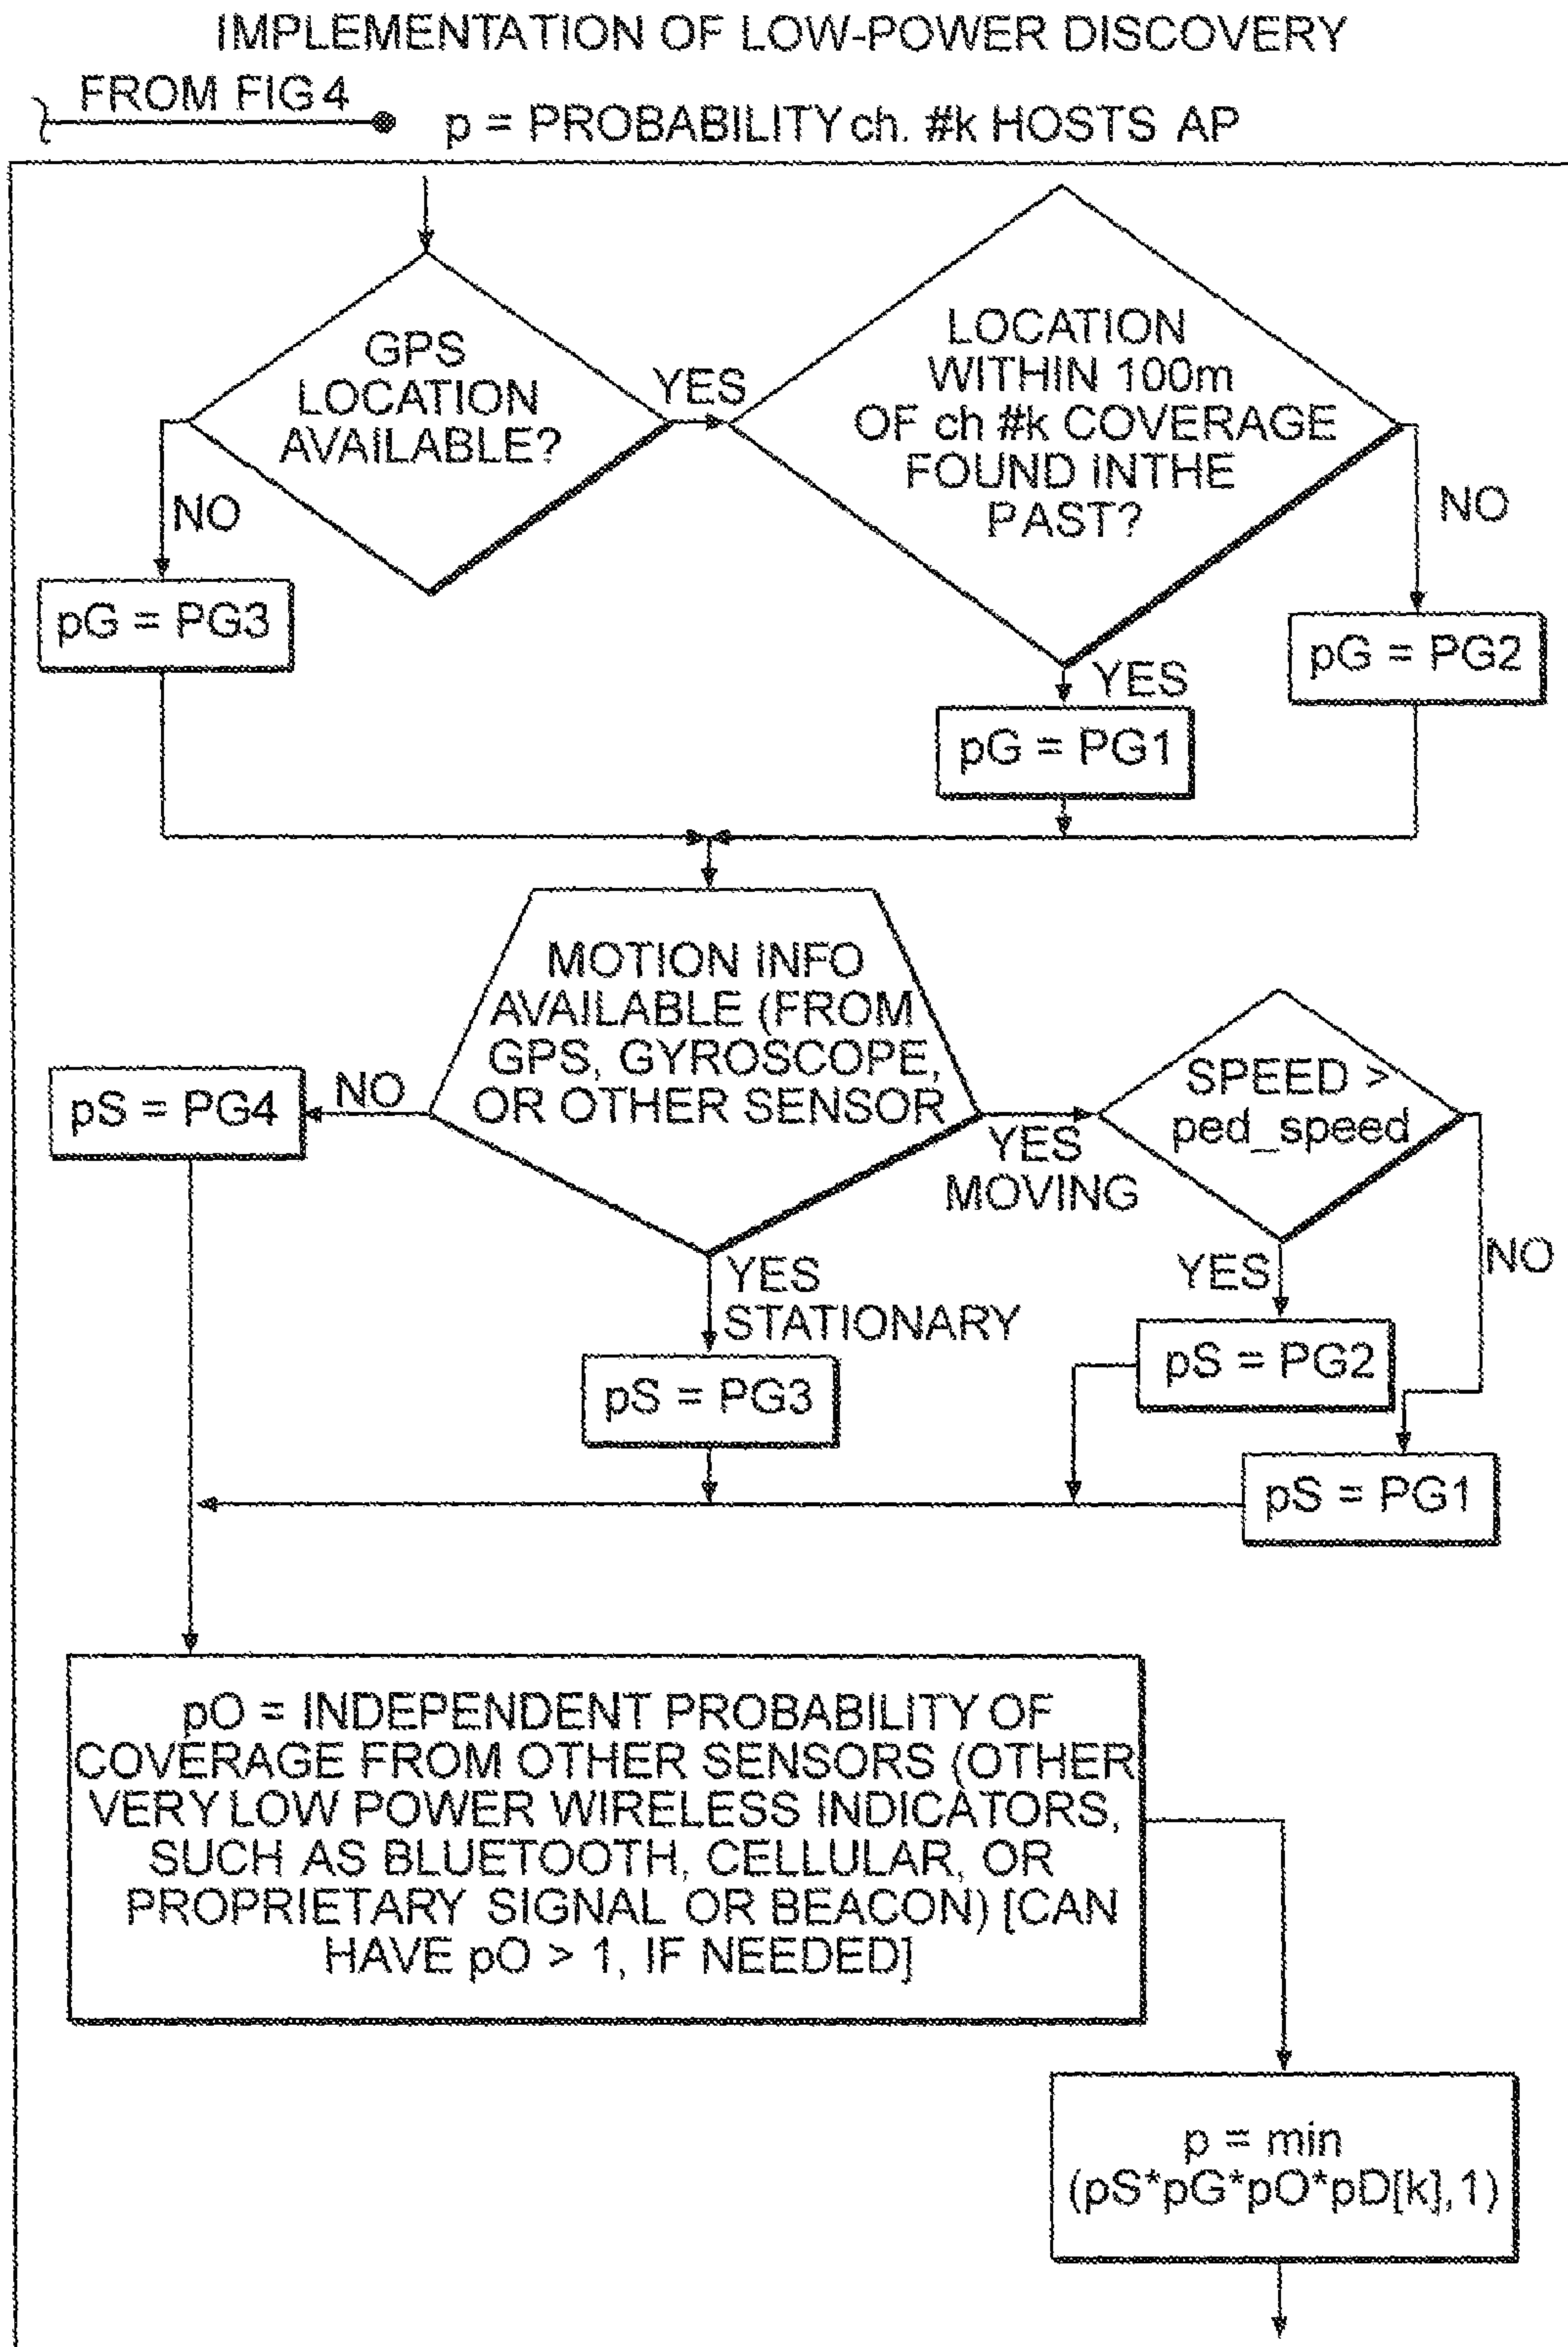 IMPLEMENTATION OF LOW-POWER DISCOVERY
FROM FIG 4
p = PROBABILITY ch. #k HOSTS AP
GPS
LOCATION
AVAILABLE?
YES
NO
LOCATION
WITHIN 100m
OF ch #k COVERAGE
FOUND INTHE
PAST?
NO
YES
pG = PG3
pG = PG2
pG = PG1
MOTION INFO
AVAILABLE (FROM
GPS, GYROSCOPE,
OR OTHER SENSOR
NO
pS = PG4
YES
MOVING
SPEED >
ped_speed
YES
STATIONARY
YES
NO
pS = PG3
pS = PG2
pS = PG1
pO = INDEPENDENT PROBABILITY OF
COVERAGE FROM OTHER SENSORS (OTHER
VERY LOW POWER WIRELESS INDICATORS,
SUCH AS BLUETOOTH, CELLULAR, OR
PROPRIETARY SIGNAL OR BEACON) [CAN
HAVE pO > 1, IF NEEDED]
p = min
(pS*pG*pO*pD[k],1)